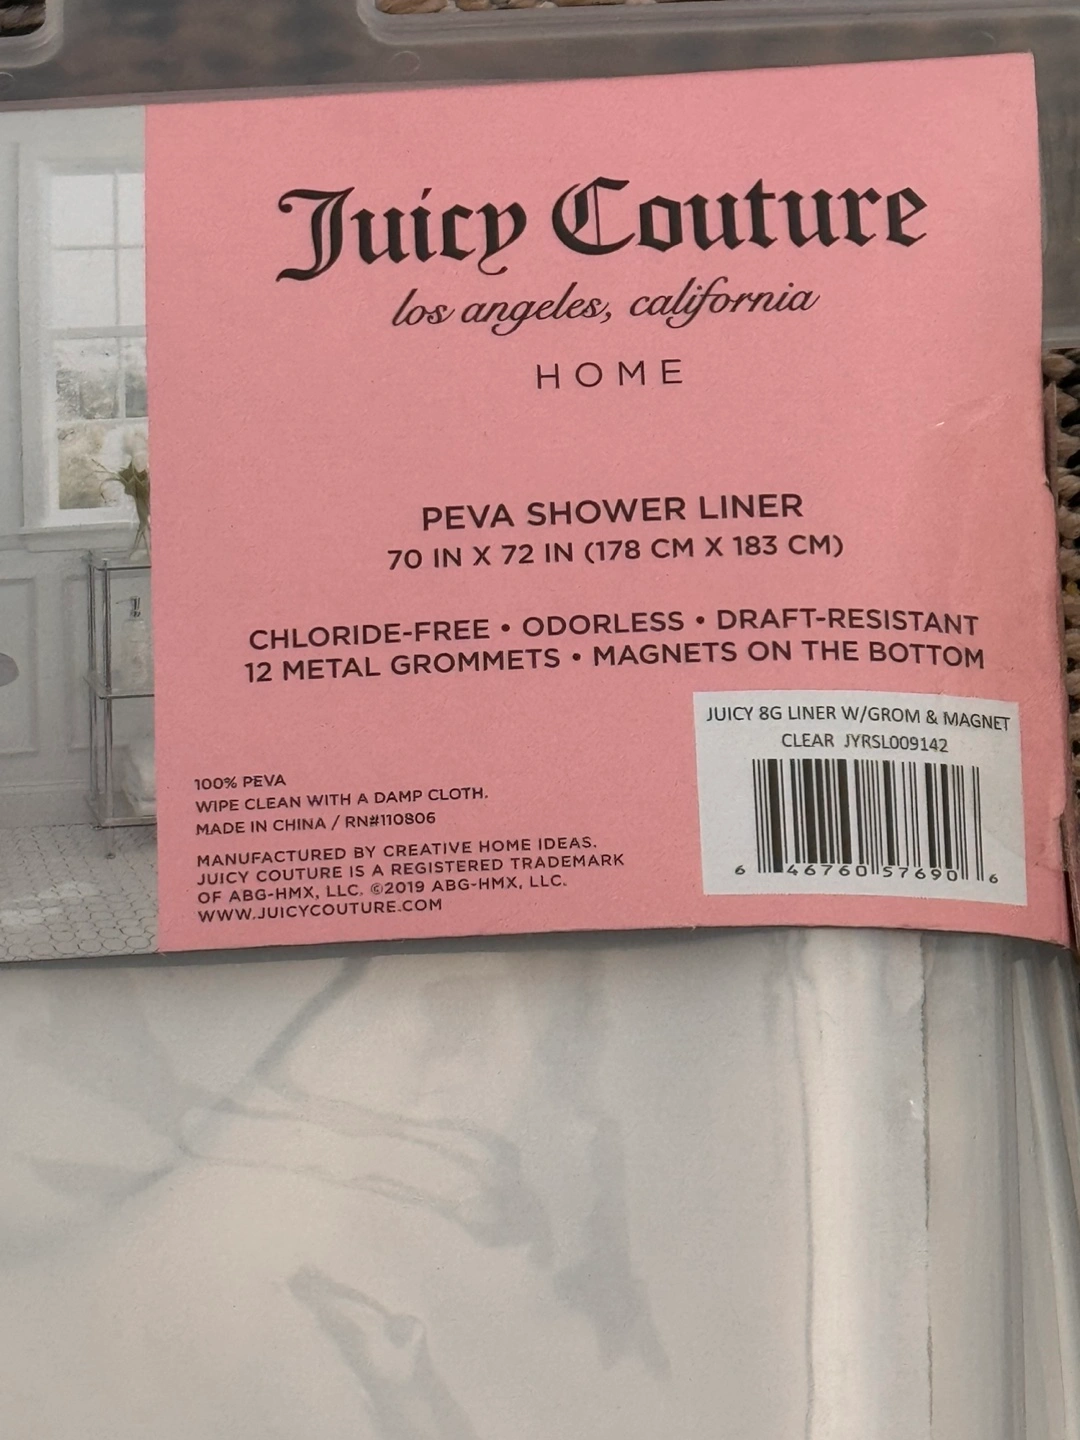 Juicy Couture
los angeles, california
HOME
PEVA SHOWER LINER
70 IN X 72 IN (178 CM X 183 CM)
CHLORIDE-FREE • ODORLESS • DRAFT-RESISTANT
12 METAL GROMMETS • MAGNETS ON THE BOTTOM
JUICY 8G LINER W/GROM & MAGNET
CLEAR JYRSL009142
6 46760 57690 6
100% PEVA
WIPE CLEAN WITH A DAMP CLOTH.
MADE IN CHINA / RN#110806
MANUFACTURED BY CREATIVE HOME IDEAS.
JUICY COUTURE IS A REGISTERED TRADEMARK
OF ABG-HMX, LLC. ©2019 ABG-HMX, LLC.
WWW.JUICYCOUTURE.COM